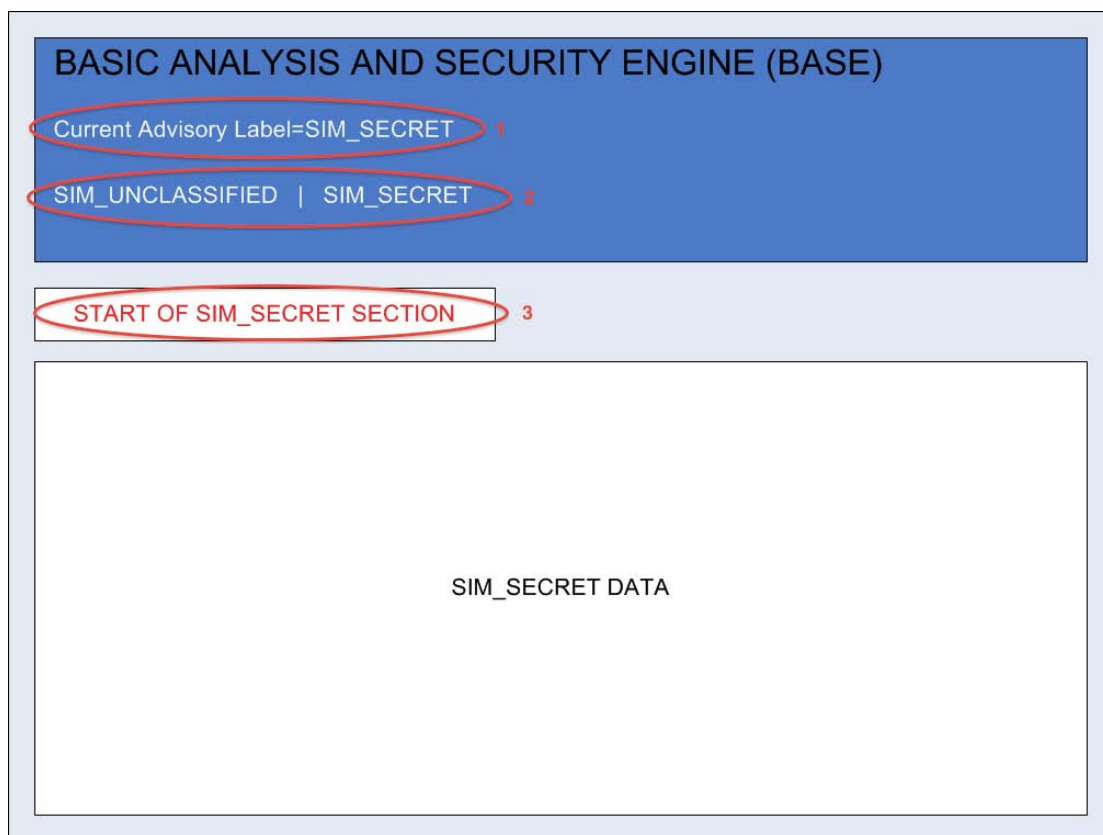 BASIC ANALYSIS AND SECURITY ENGINE (BASE)
Current Advisory Label=SIM_SECRET 1
SIM_UNCLASSIFIED | SIM_SECRET 2
START OF SIM_SECRET SECTION 3
SIM_SECRET DATA